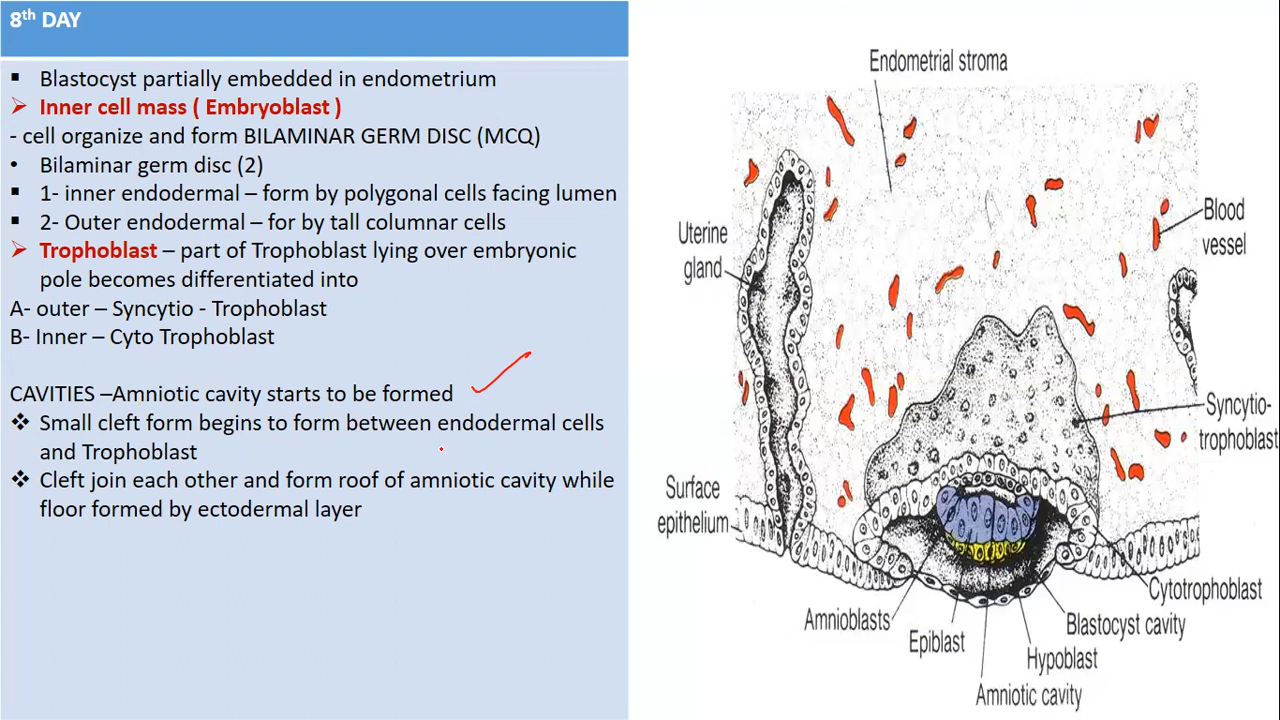 8th DAY
▪ Blastocyst partially embedded in endometrium
➢ Inner cell mass ( Embryoblast )
- cell organize and form BILAMINAR GERM DISC (MCQ)
• Bilaminar germ disc (2)
▪ 1- inner endodermal – form by polygonal cells facing lumen
▪ 2- Outer endodermal – for by tall columnar cells
➢ Trophoblast – part of Trophoblast lying over embryonic
pole becomes differentiated into
A- outer – Syncytio - Trophoblast
B- Inner – Cyto Trophoblast
CAVITIES –Amniotic cavity starts to be formed
❖ Small cleft form begins to form between endodermal cells
and Trophoblast
❖ Cleft join each other and form roof of amniotic cavity while
floor formed by ectodermal layer
Endometrial stroma
Uterine
gland
Blood
vessel
Syncytio-
trophoblast
Surface
epithelium
Cytotrophoblast
Amnioblasts
Blastocyst cavity
Epiblast
Hypoblast
Amniotic cavity